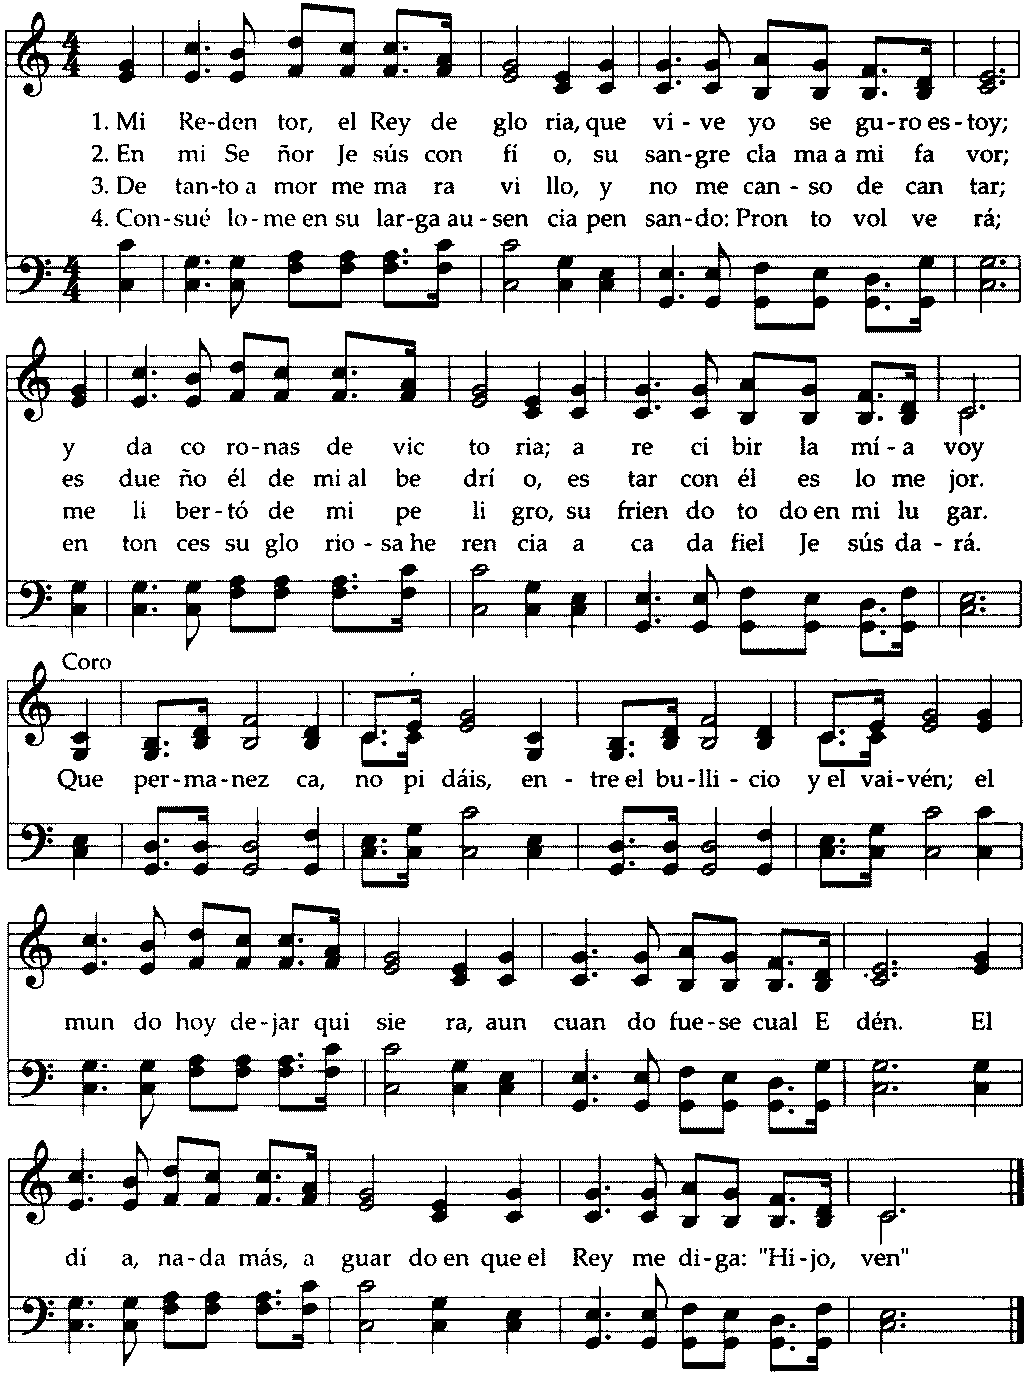 1. Mi Re-den tor, el Rey de glo ria, que vi - ve yo se gu-ro es-toy;
2. En mi Se ñor Je sús con fí o, su san-gre cla ma a mi fa vor;
3. De tan-to a mor me ma ra vi llo, y no me can - so de can tar;
4. Con-sué lo-me en su lar-ga au-sen cia pen san-do: Pron to vol ve rá;
y da co ro-nas de vic to ria; a re ci bir la mí-a voy
es due ño él de mi al be drí o, es tar con él es lo me jor.
me li ber-tó de mi pe li gro, su frien do to do en mi lu gar.
en ton ces su glo rio-sa he ren cia a ca da fiel Je sús da-rá.
Coro
Que per-ma-nez ca, no pi dáis, en - tre el bu-lli-cio y el vai-vén; el
mun do hoy de-jar qui sie ra, aun cuan do fue-se cual E dén. El
dí a, na-da más, a guar do en que el Rey me di-ga: "Hi-jo, ven"